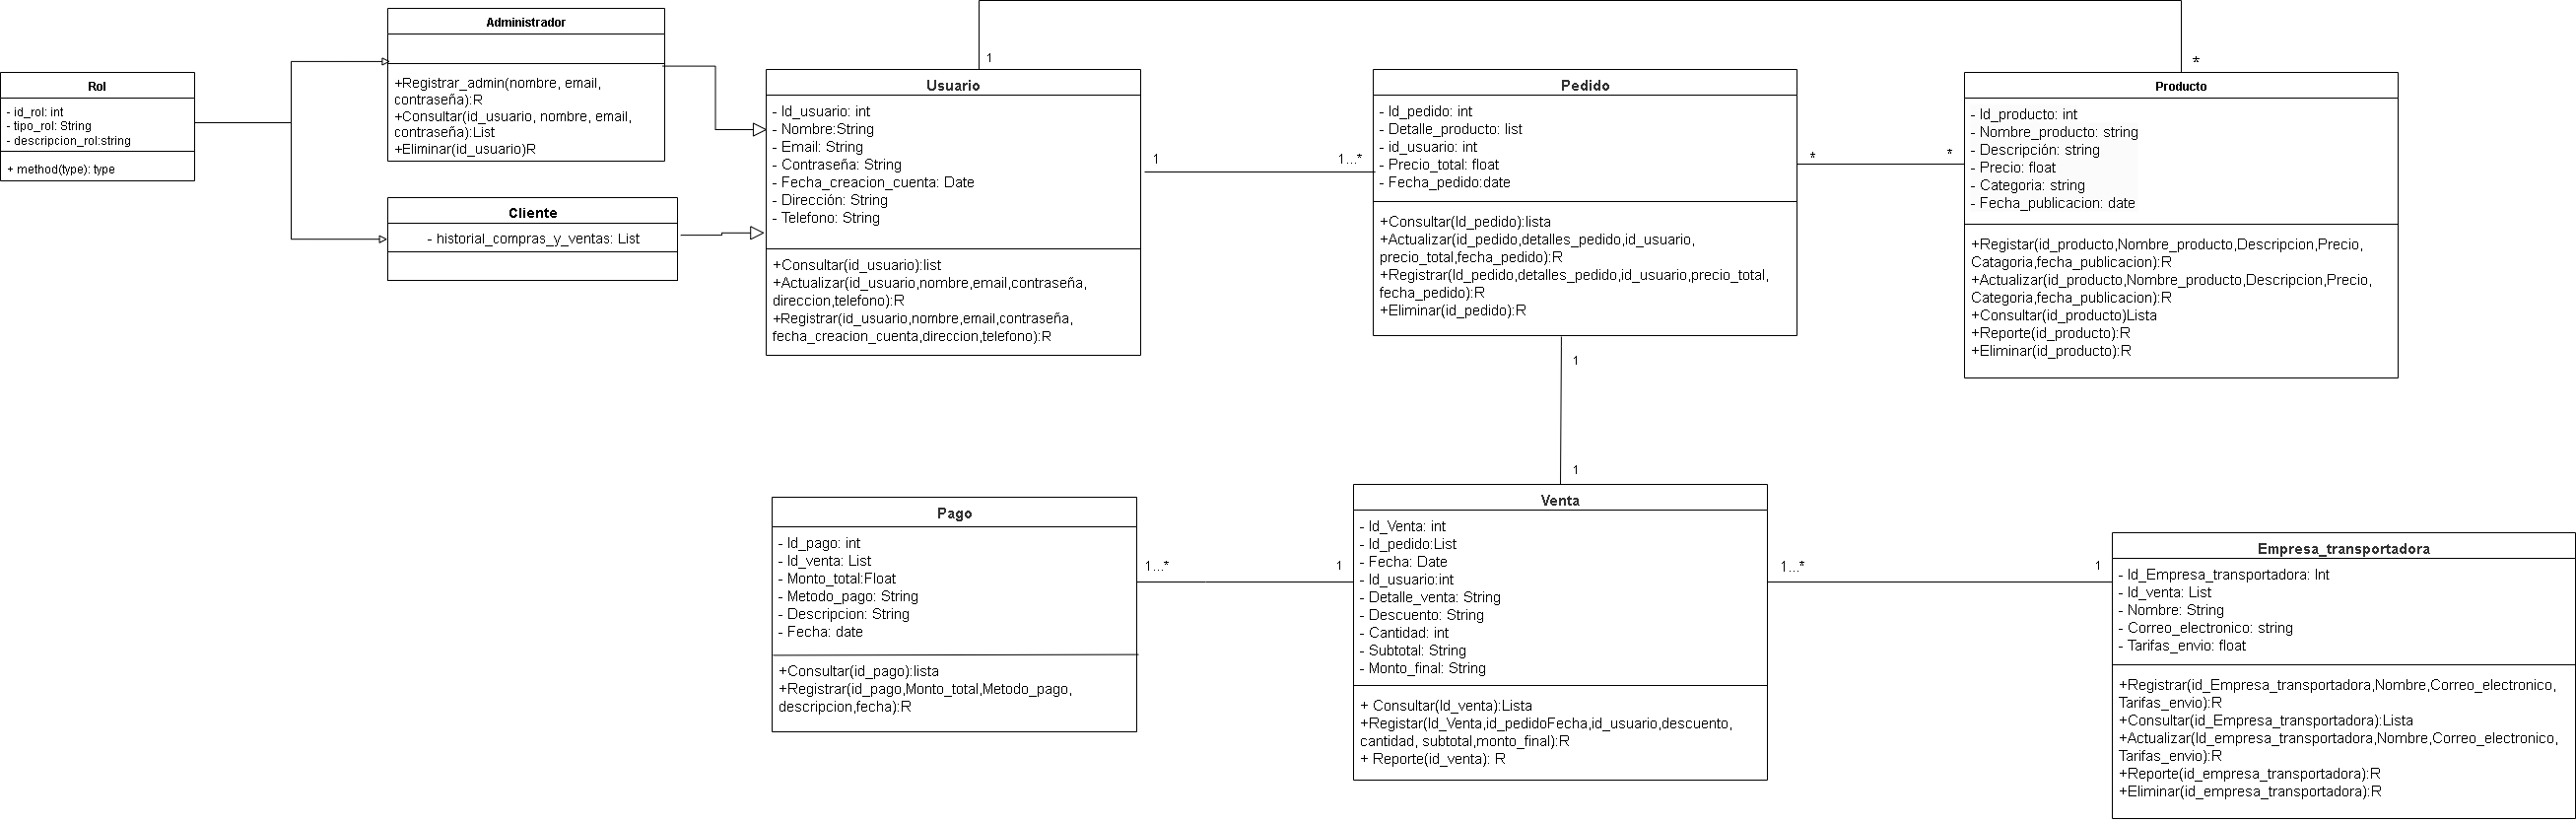 Rol
- id_rol: int
- tipo_rol: String
- descripcion_rol:string
+ method(type): type
Administrador
+Registrar_admin(nombre, email,
contraseña):R
+Consultar(id_usuario, nombre, email,
contraseña):List
+Eliminar(id_usuario)R
Cliente
- historial_compras_y_ventas: List
1
*
Usuario
- Id_usuario: int
- Nombre:String
- Email: String
- Contraseña: String
- Fecha_creacion_cuenta: Date
- Dirección: String
- Telefono: String
+Consultar(id_usuario):list
+Actualizar(id_usuario,nombre,email,contraseña,
direccion,telefono):R
+Registrar(id_usuario,nombre,email,contraseña,
fecha_creacion_cuenta,direccion,telefono):R
1
1...*
Pedido
- Id_pedido: int
- Detalle_producto: list
- id_usuario: int
- Precio_total: float
- Fecha_pedido:date
+Consultar(Id_pedido):lista
+Actualizar(id_pedido,detalles_pedido,id_usuario,
precio_total,fecha_pedido):R
+Registrar(Id_pedido,detalles_pedido,id_usuario,precio_total,
fecha_pedido):R
+Eliminar(id_pedido):R
*
*
Producto
- Id_producto: int
- Nombre_producto: string
- Descripción: string
- Precio: float
- Categoria: string
- Fecha_publicacion: date
+Registar(id_producto,Nombre_producto,Descripcion,Precio,
Catagoria,fecha_publicacion):R
+Actualizar(id_producto,Nombre_producto,Descripcion,Precio,
Categoria,fecha_publicacion):R
+Consultar(id_producto)Lista
+Reporte(id_producto):R
+Eliminar(id_producto):R
1
1
Pago
- Id_pago: int
- Id_venta: List
- Monto_total:Float
- Metodo_pago: String
- Descripcion: String
- Fecha: date
+Consultar(id_pago):lista
+Registrar(id_pago,Monto_total,Metodo_pago,
descripcion,fecha):R
1...*
1
Venta
- Id_Venta: int
- Id_pedido:List
- Fecha: Date
- Id_usuario:int
- Detalle_venta: String
- Descuento: String
- Cantidad: int
- Subtotal: String
- Monto_final: String
+ Consultar(Id_venta):Lista
+Registar(Id_Venta,id_pedidoFecha,id_usuario,descuento,
cantidad, subtotal,monto_final):R
+ Reporte(id_venta): R
1...*
1
Empresa_transportadora
- Id_Empresa_transportadora: Int
- Id_venta: List
- Nombre: String
- Correo_electronico: string
- Tarifas_envio: float
+Registrar(id_Empresa_transportadora,Nombre,Correo_electronico,
Tarifas_envio):R
+Consultar(id_Empresa_transportadora):Lista
+Actualizar(Id_empresa_transportadora,Nombre,Correo_electronico,
Tarifas_envio):R
+Reporte(id_empresa_transportadora):R
+Eliminar(id_empresa_transportadora):R